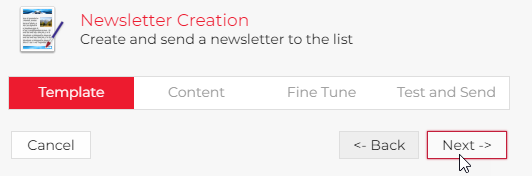 Newsletter Creation
Create and send a newsletter to the list
Template Content Fine Tune Test and Send
Cancel <- Back Next ->